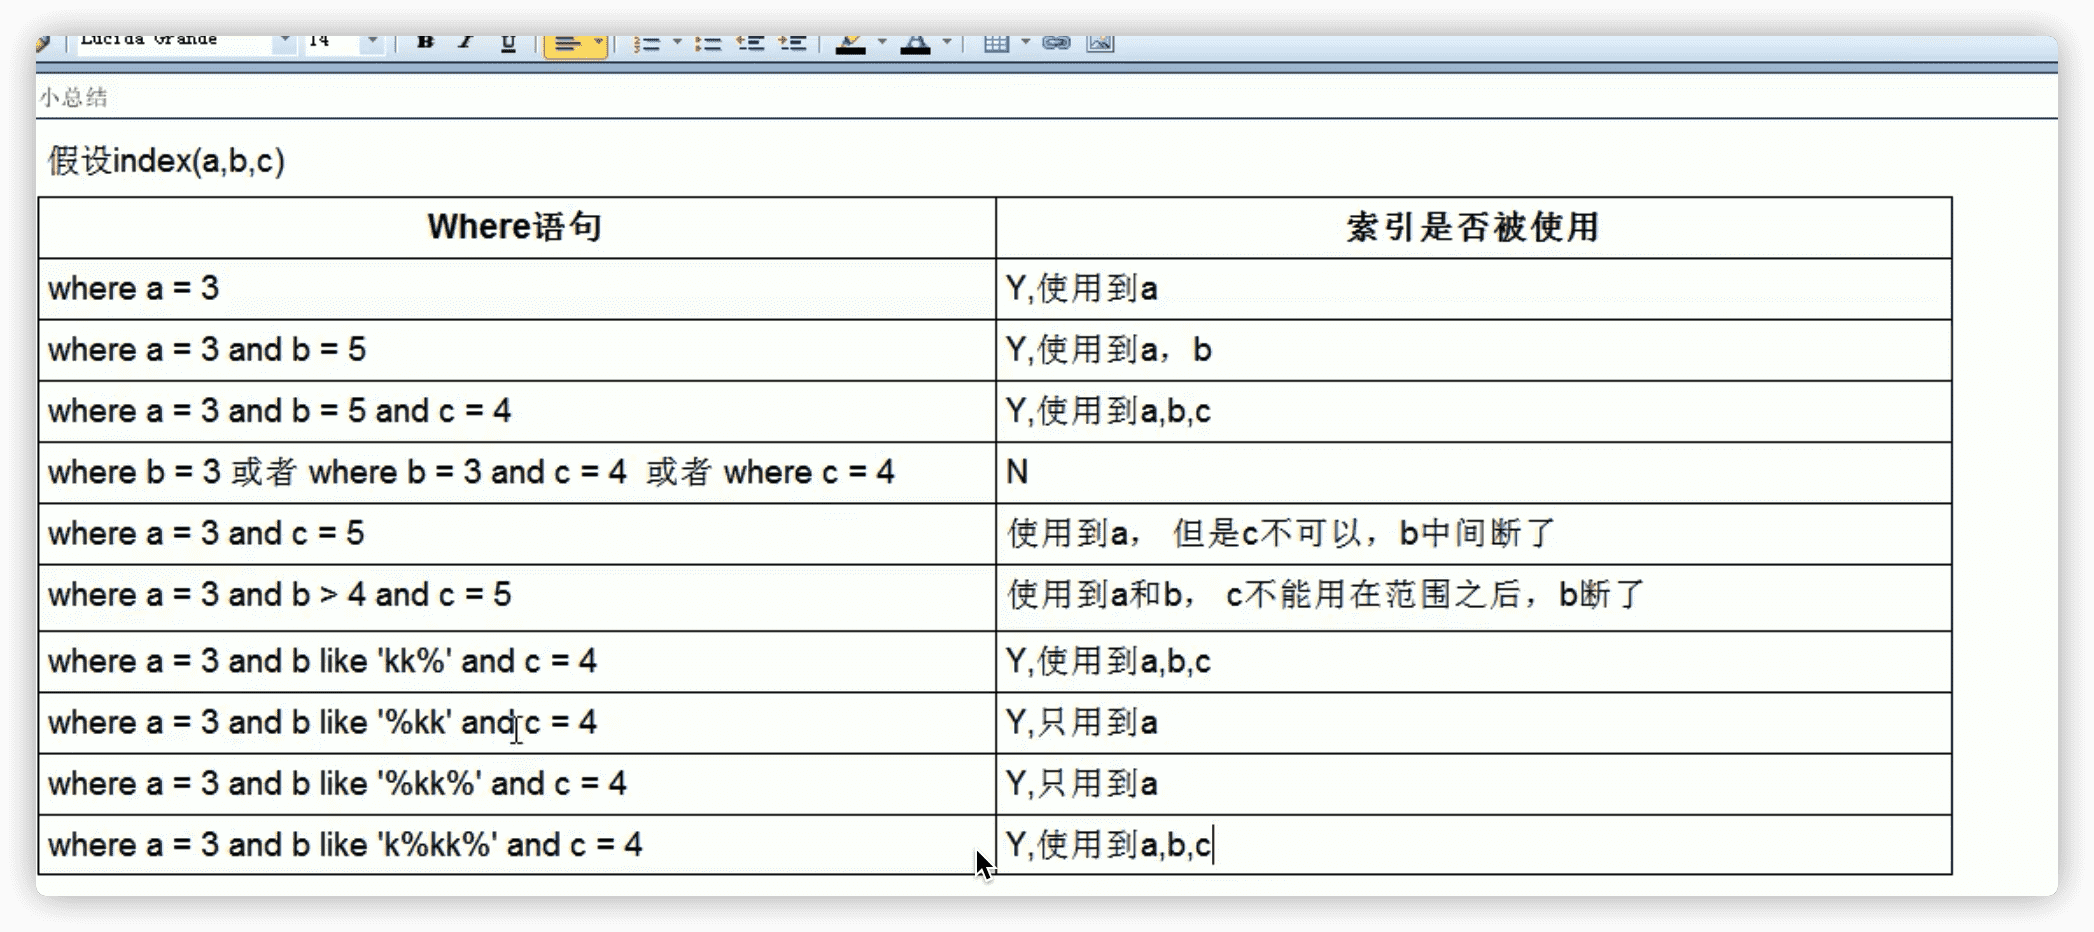 Lucida Grande 14 B I U
小总结
假设index(a,b,c)
Where语句 索引是否被使用
where a = 3 Y,使用到a
where a = 3 and b = 5 Y,使用到a，b
where a = 3 and b = 5 and c = 4 Y,使用到a,b,c
where b = 3 或者 where b = 3 and c = 4 或者 where c = 4 N
where a = 3 and c = 5 使用到a， 但是c不可以，b中间断了
where a = 3 and b > 4 and c = 5 使用到a和b， c不能用在范围之后，b断了
where a = 3 and b like 'kk%' and c = 4 Y,使用到a,b,c
where a = 3 and b like '%kk' and c = 4 Y,只用到a
where a = 3 and b like '%kk%' and c = 4 Y,只用到a
where a = 3 and b like 'k%kk%' and c = 4 Y,使用到a,b,c